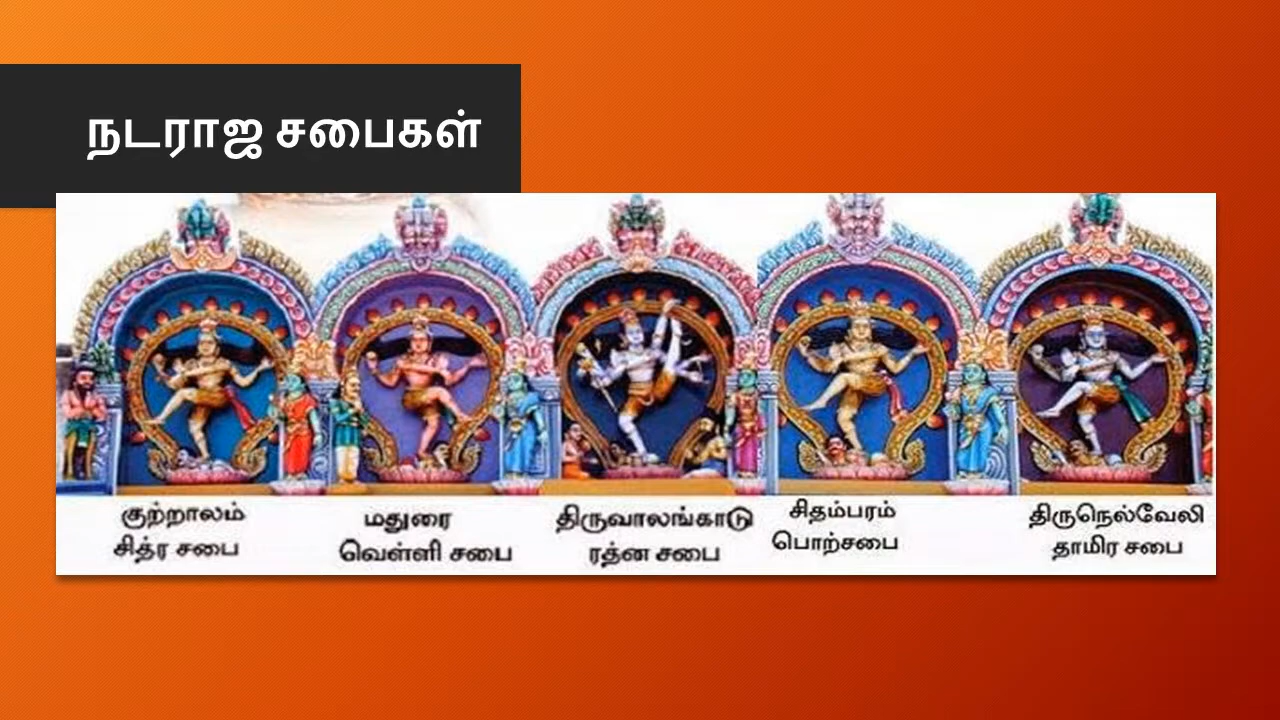 நடராஜ சபைகள்
குற்றாலம்
சித்ர சபை
மதுரை
வெள்ளி சபை
திருவாலங்காடு
ரத்ன சபை
சிதம்பரம்
பொற்சபை
திருநெல்வேலி
தாமிர சபை